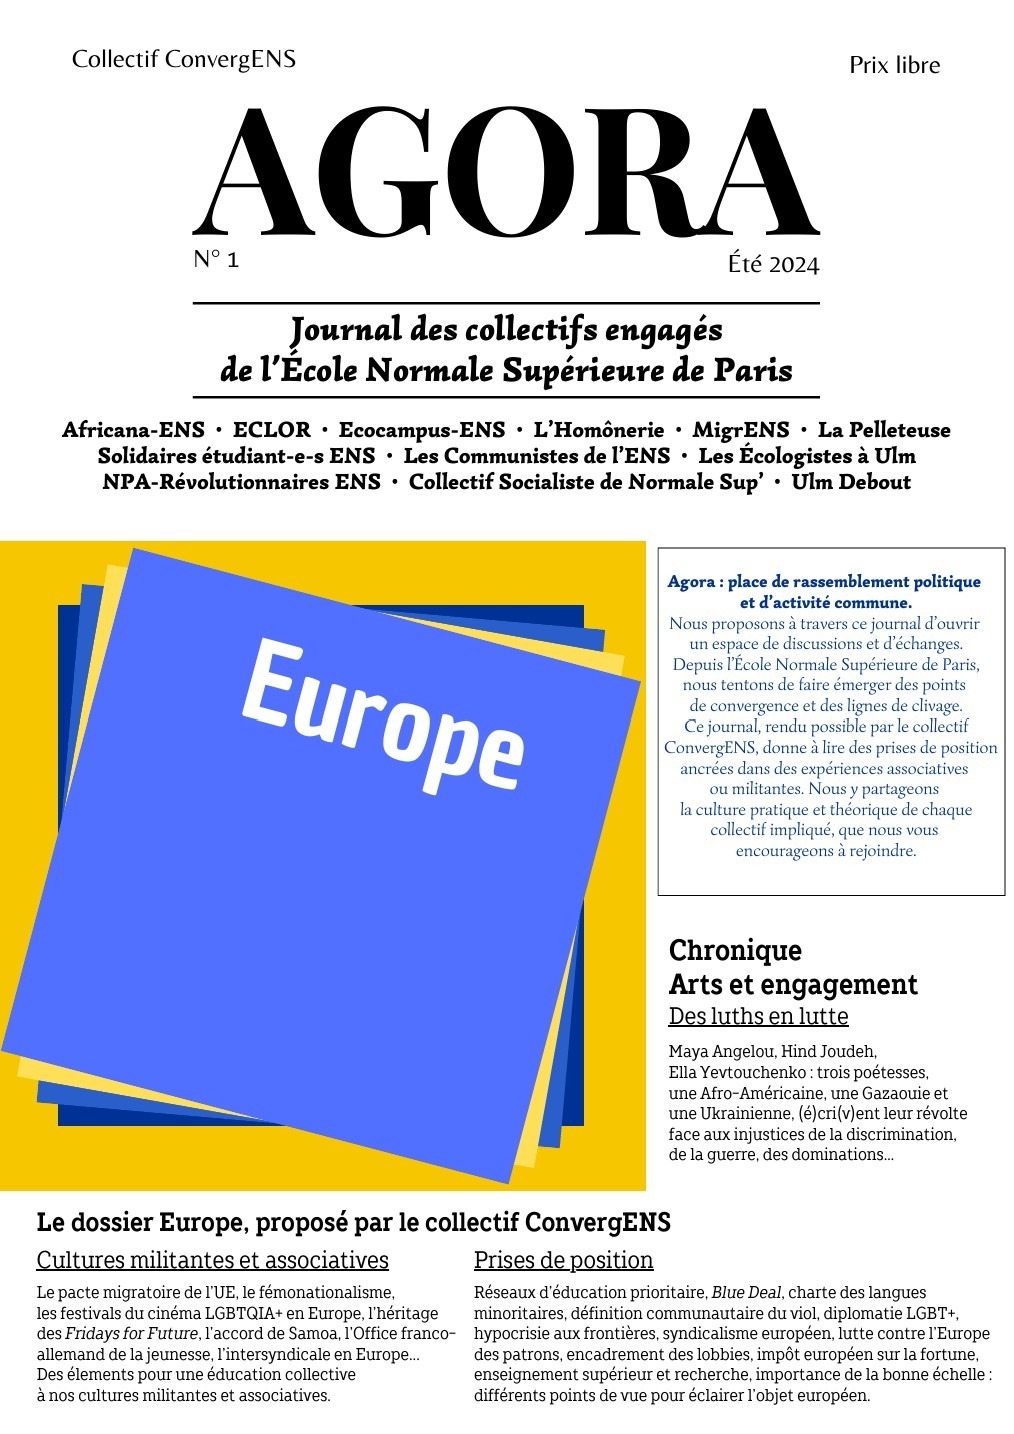 Collectif ConvergENS
Prix libre
AGORA
N° 1
Été 2024
Journal des collectifs engagés
de l’École Normale Supérieure de Paris
Africana-ENS • ECLOR • Ecocampus-ENS • L’Homônerie • MigrENS • La Pelleteuse
Solidaires étudiant-e-s ENS • Les Communistes de l’ENS • Les Écologistes à Ulm
NPA-Révolutionnaires ENS • Collectif Socialiste de Normale Sup’ • Ulm Debout
Europe
Agora : place de rassemblement politique
et d’activité commune.
Nous proposons à travers ce journal d’ouvrir
un espace de discussions et d’échanges.
Depuis l’École Normale Supérieure de Paris,
nous tentons de faire émerger des points
de convergence et des lignes de clivage.
Ce journal, rendu possible par le collectif
ConvergENS, donne à lire des prises de position
ancrées dans des expériences associatives
ou militantes. Nous y partageons
la culture pratique et théorique de chaque
collectif impliqué, que nous vous
encourageons à rejoindre.
Chronique
Arts et engagement
Des luths en lutte
Maya Angelou, Hind Joudeh,
Ella Yevtouchenko : trois poétesses,
une Afro-Américaine, une Gazaouie et
une Ukrainienne, (é)cri(v)ent leur révolte
face aux injustices de la discrimination,
de la guerre, des dominations...
Le dossier Europe, proposé par le collectif ConvergENS
Cultures militantes et associatives
Le pacte migratoire de l’UE, le fémonationalisme,
les festivals du cinéma LGBTQIA+ en Europe, l’héritage
des Fridays for Future, l’accord de Samoa, l’Office franco-
allemand de la jeunesse, l’intersyndicale en Europe...
Des élements pour une éducation collective
à nos cultures militantes et associatives.
Prises de position
Réseaux d’éducation prioritaire, Blue Deal, charte des langues
minoritaires, définition communautaire du viol, diplomatie LGBT+,
hypocrisie aux frontières, syndicalisme européen, lutte contre l’Europe
des patrons, encadrement des lobbies, impôt européen sur la fortune,
enseignement supérieur et recherche, importance de la bonne échelle :
différents points de vue pour éclairer l’objet européen.